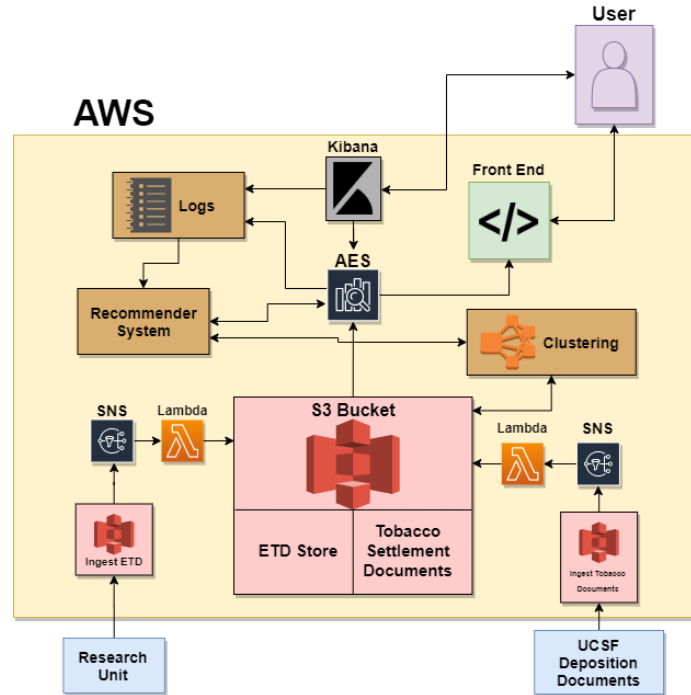 User
AWS
Kibana
Front End
Logs
</>
AES
Recommender
System
Clustering
S3 Bucket
SNS
Lambda
Lambda
SNS
ETD Store
Tobacco
Settlement
Documents
Ingest ETD
Ingest Tobacco
Documents
Research
Unit
UCSF
Deposition
Documents